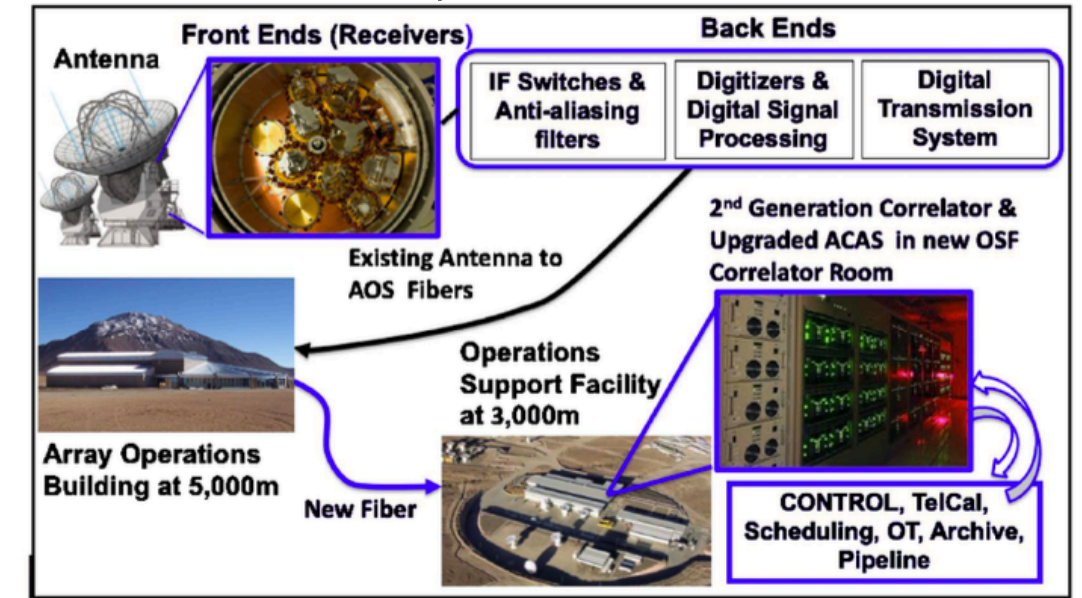 Front Ends (Receivers)
Back Ends
Antenna
IF Switches &
Anti-aliasing
filters
Digitizers &
Digital Signal
Processing
Digital
Transmission
System
2nd Generation Correlator &
Upgraded ACAS in new OSF
Correlator Room
Existing Antenna to
AOS Fibers
Operations
Support Facility
at 3,000m
Array Operations
Building at 5,000m
New Fiber
CONTROL, TelCal,
Scheduling, OT, Archive,
Pipeline